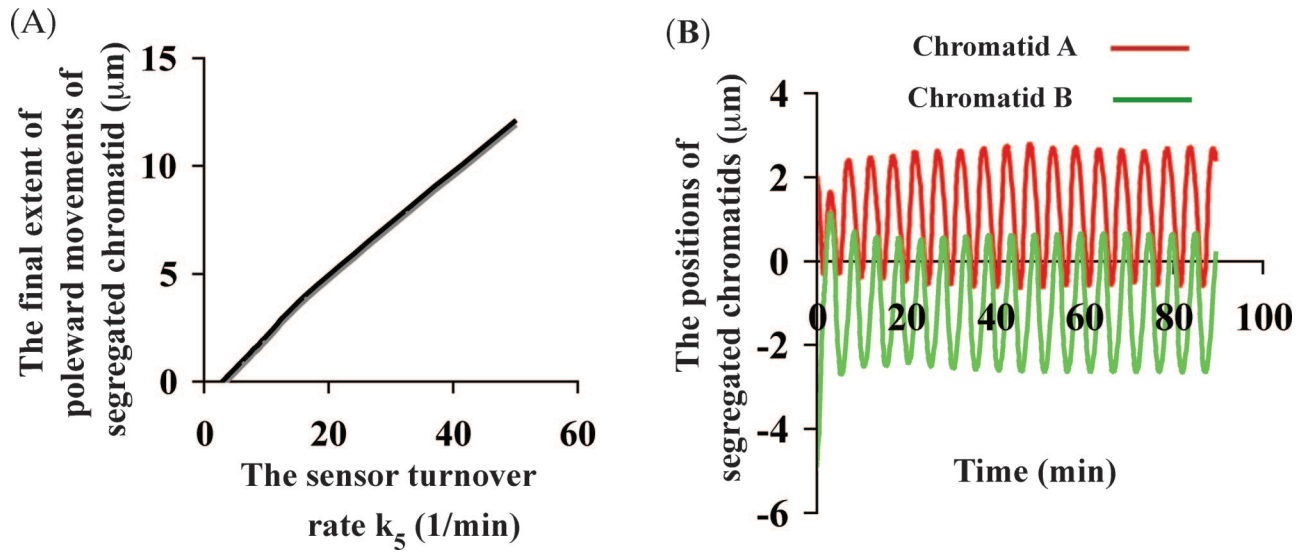 (A)
The final extent of
poleward movements of
segregated chromatid (μm)
15
10
5
0
0 20 40 60
The sensor turnover
rate k5 (1/min)
(B)
Chromatid A
Chromatid B
The positions of
segregated chromatids (μm)
4
2
0
-2
-4
-6
0 20 40 60 80 100
Time (min)